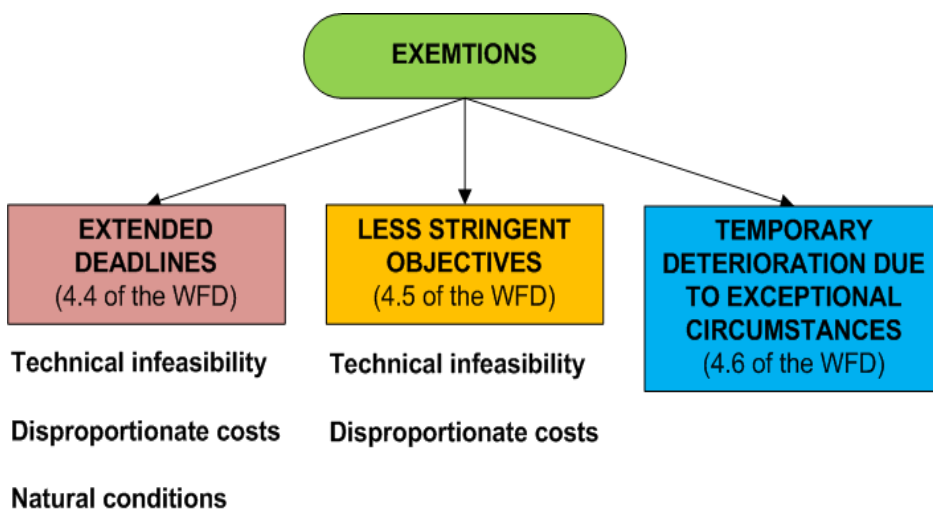 EXEMTIONS
EXTENDED
DEADLINES
(4.4 of the WFD)
LESS STRINGENT
OBJECTIVES
(4.5 of the WFD)
TEMPORARY
DETERIORATION DUE
TO EXCEPTIONAL
CIRCUMSTANCES
(4.6 of the WFD)
Technical infeasibility
Disproportionate costs
Natural conditions
Technical infeasibility
Disproportionate costs